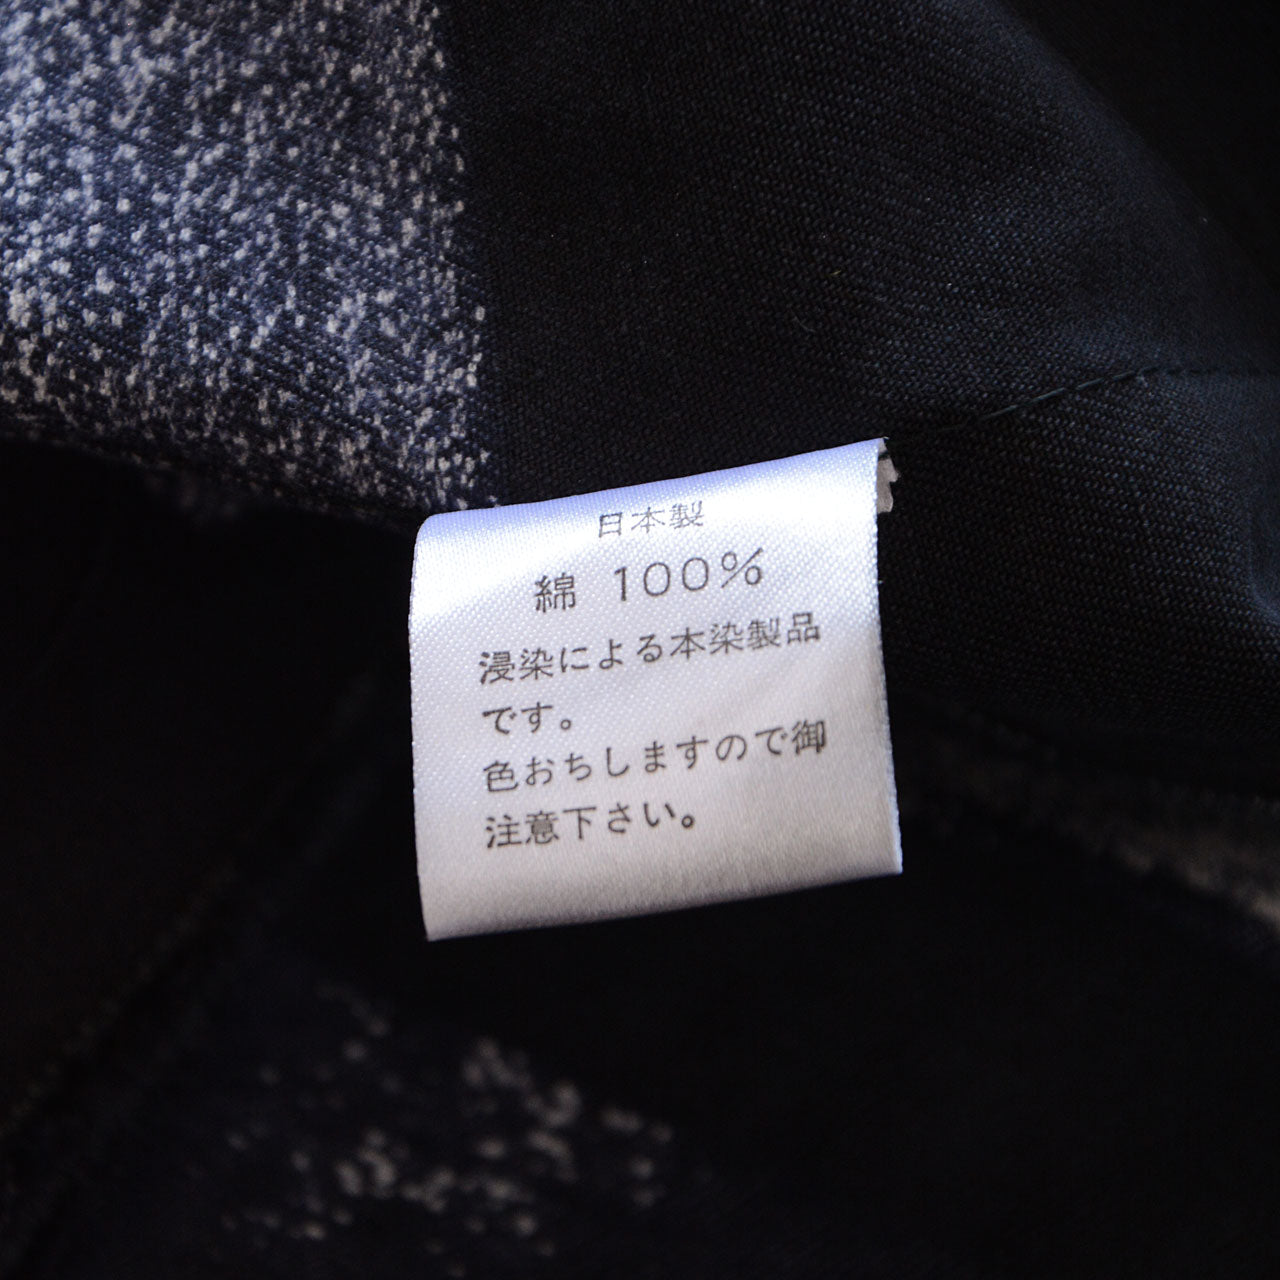 日本製
綿 100%
浸染による本染製品
です。
色おちしますので御
注意下さい。